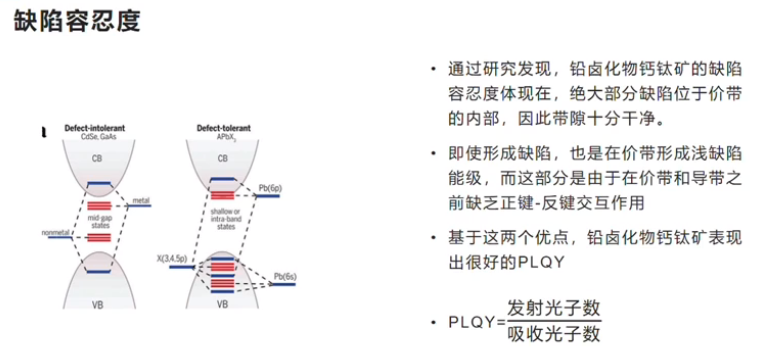 缺陷容忍度
Defect-intolerant
CdSe, GaAs
CB
metal
mid-gap
states
nonmetal
VB
Defect-tolerant
APbX3
CB
Pb(6p)
shallow or
intra-band
states
X(3,4,5p)
Pb(6s)
VB
• 通过研究发现，铅卤化物钙钛矿的缺陷
容忍度体现在，绝大部分缺陷位于价带
的内部，因此带隙十分干净。
• 即使形成缺陷，也是在价带形成浅缺陷
能级，而这部分是由于在价带和导带之
前缺乏正键-反键交互作用
• 基于这两个优点，铅卤化物钙钛矿表现
出很好的PLQY
• PLQY=发射光子数
吸收光子数